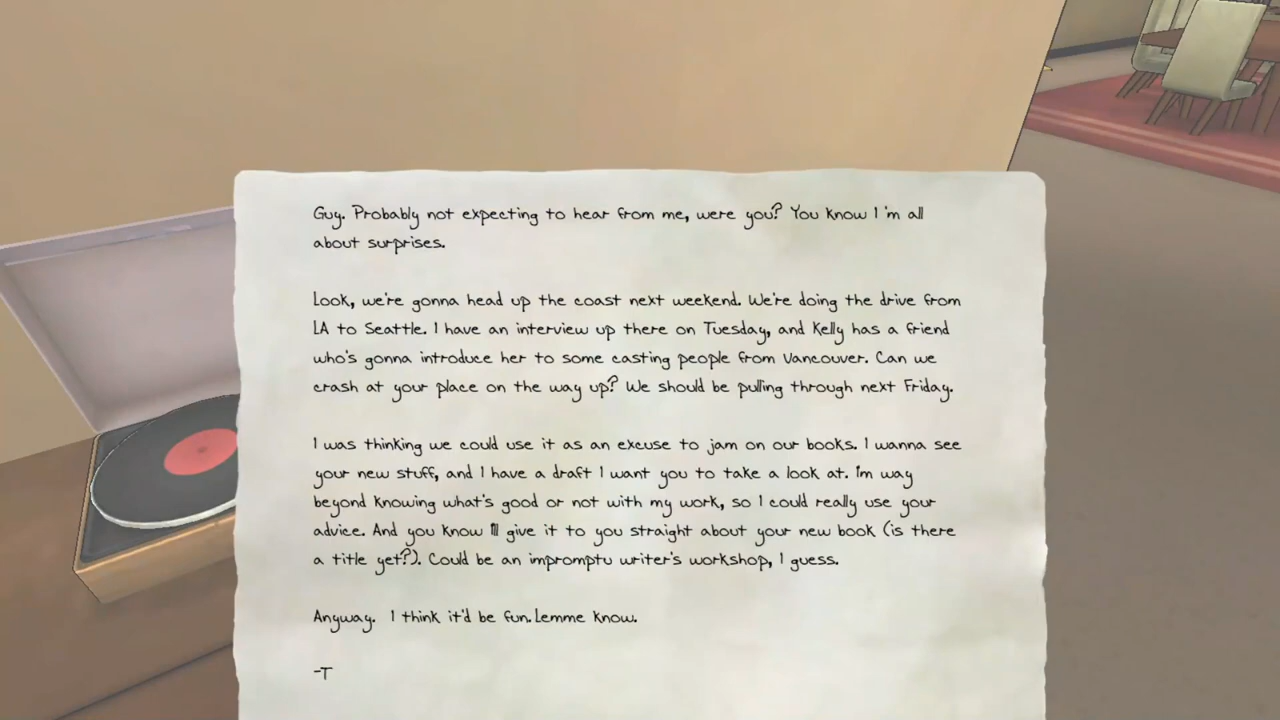 Guy. Probably not expecting to hear from me, were you? You know I'm all
about surprises.
Look, we're gonna head up the coast next weekend. We're doing the drive from
LA to Seattle. I have an interview up there on Tuesday, and Kelly has a friend
who's gonna introduce her to some casting people from Vancouver. Can we
crash at your place on the way up? We should be pulling through next Friday.
I was thinking we could use it as an excuse to jam on our books. I wanna see
your new stuff, and I have a draft I want you to take a look at. I'm way
beyond knowing what's good or not with my work, so I could really use your
advice. And you know I'll give it to you straight about your new book (is there
a title yet?). Could be an impromptu writer's workshop, I guess.
Anyway. I think it'd be fun. Lemme know.
-T